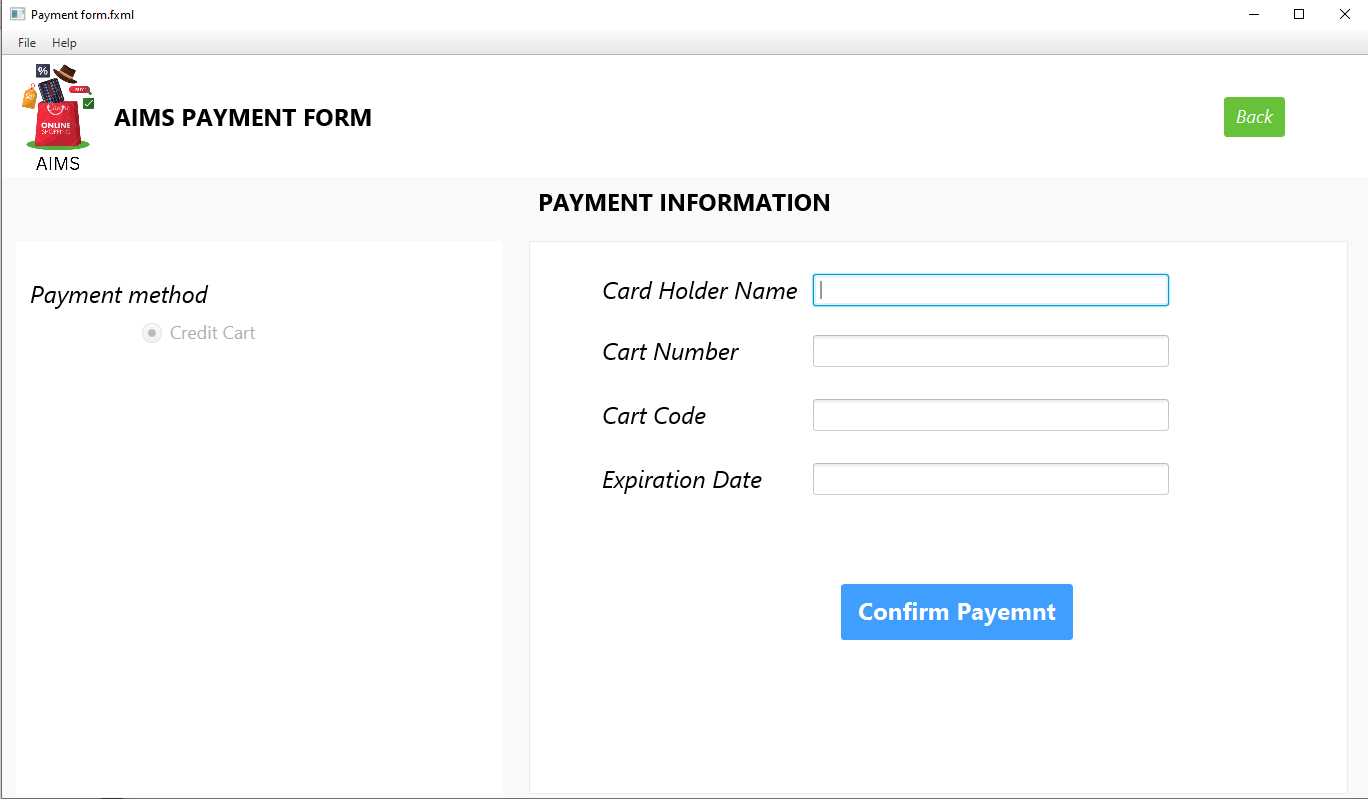 Payment form.fxml
File Help
%
BUY
ONLINE
SHOPPING
AIMS
AIMS PAYMENT FORM
Back
PAYMENT INFORMATION
Payment method
Credit Cart
Card Holder Name
Cart Number
Cart Code
Expiration Date
Confirm Payemnt